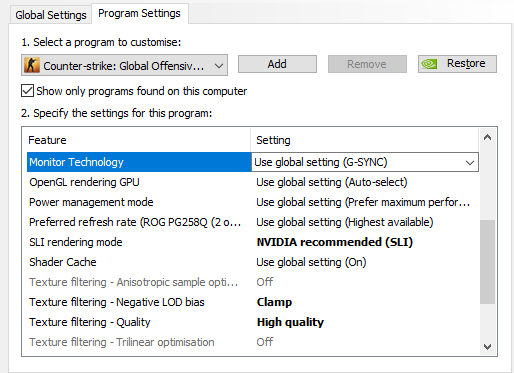 Global Settings Program Settings
1. Select a program to customise:
Counter-strike: Global Offensiv... Add Remove Restore
Show only programs found on this computer
2. Specify the settings for this program:
Feature Setting
Monitor Technology Use global setting (G-SYNC)
OpenGL rendering GPU Use global setting (Auto-select)
Power management mode Use global setting (Prefer maximum perfor...
Preferred refresh rate (ROG PG258Q (2 o... Use global setting (Highest available)
SLI rendering mode NVIDIA recommended (SLI)
Shader Cache Use global setting (On)
Texture filtering - Anisotropic sample opti... Off
Texture filtering - Negative LOD bias Clamp
Texture filtering - Quality High quality
Texture filtering - Trilinear optimisation Off